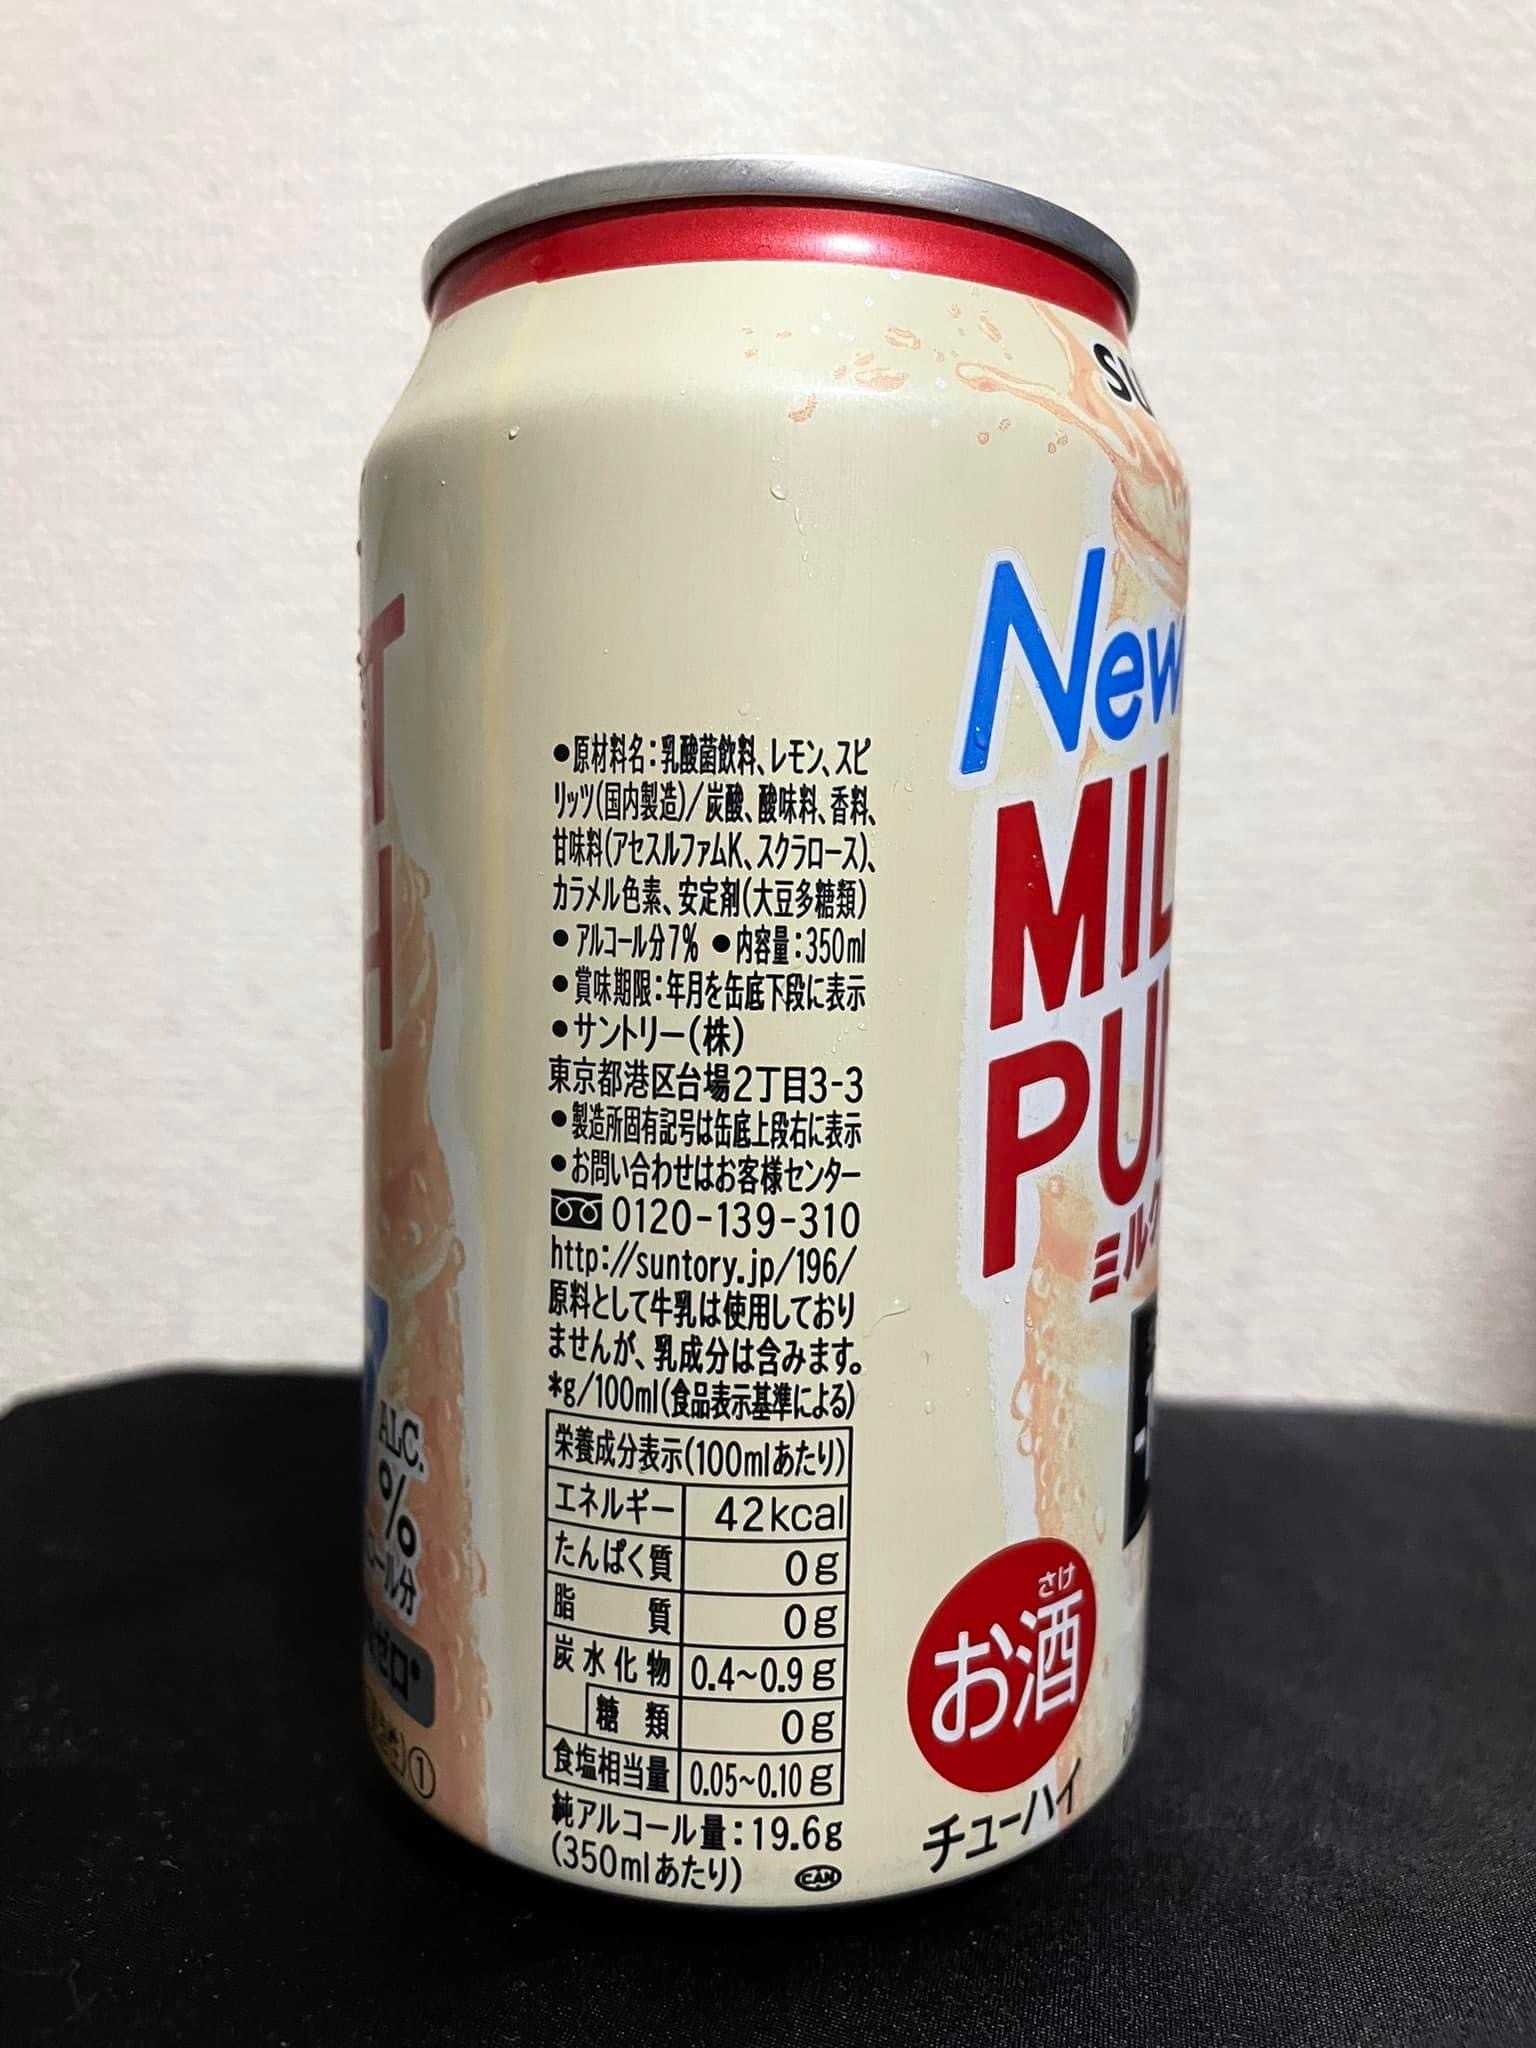 ●原材料名：乳酸菌飲料、レモン、スピ
リッツ(国内製造)／炭酸、酸味料、香料、
甘味料(アセスルファムK、スクラロース)、
カラメル色素、安定剤(大豆多糖類)
●アルコール分7% ●内容量：350ml
●賞味期限：年月を缶底下段に表示
●サントリー(株)
東京都港区台場2丁目3-3
●製造所固有記号は缶底上段右に表示
●お問い合わせはお客様センター
0120-139-310
http://suntory.jp/196/
原料として牛乳は使用しており
ませんが、乳成分は含みます。
*g/100ml(食品表示基準による)
栄養成分表示(100mlあたり)
エネルギー 42kcal
たんぱく質 0g
脂質 0g
炭水化物 0.4~0.9g
糖類 0g
食塩相当量 0.05~0.10g
純アルコール量：19.6g
(350mlあたり)
CAN
New
MIL
PU
ミルク
さけ
お酒
チューハイ
ALC.
%
ール分
ゼロ*
①